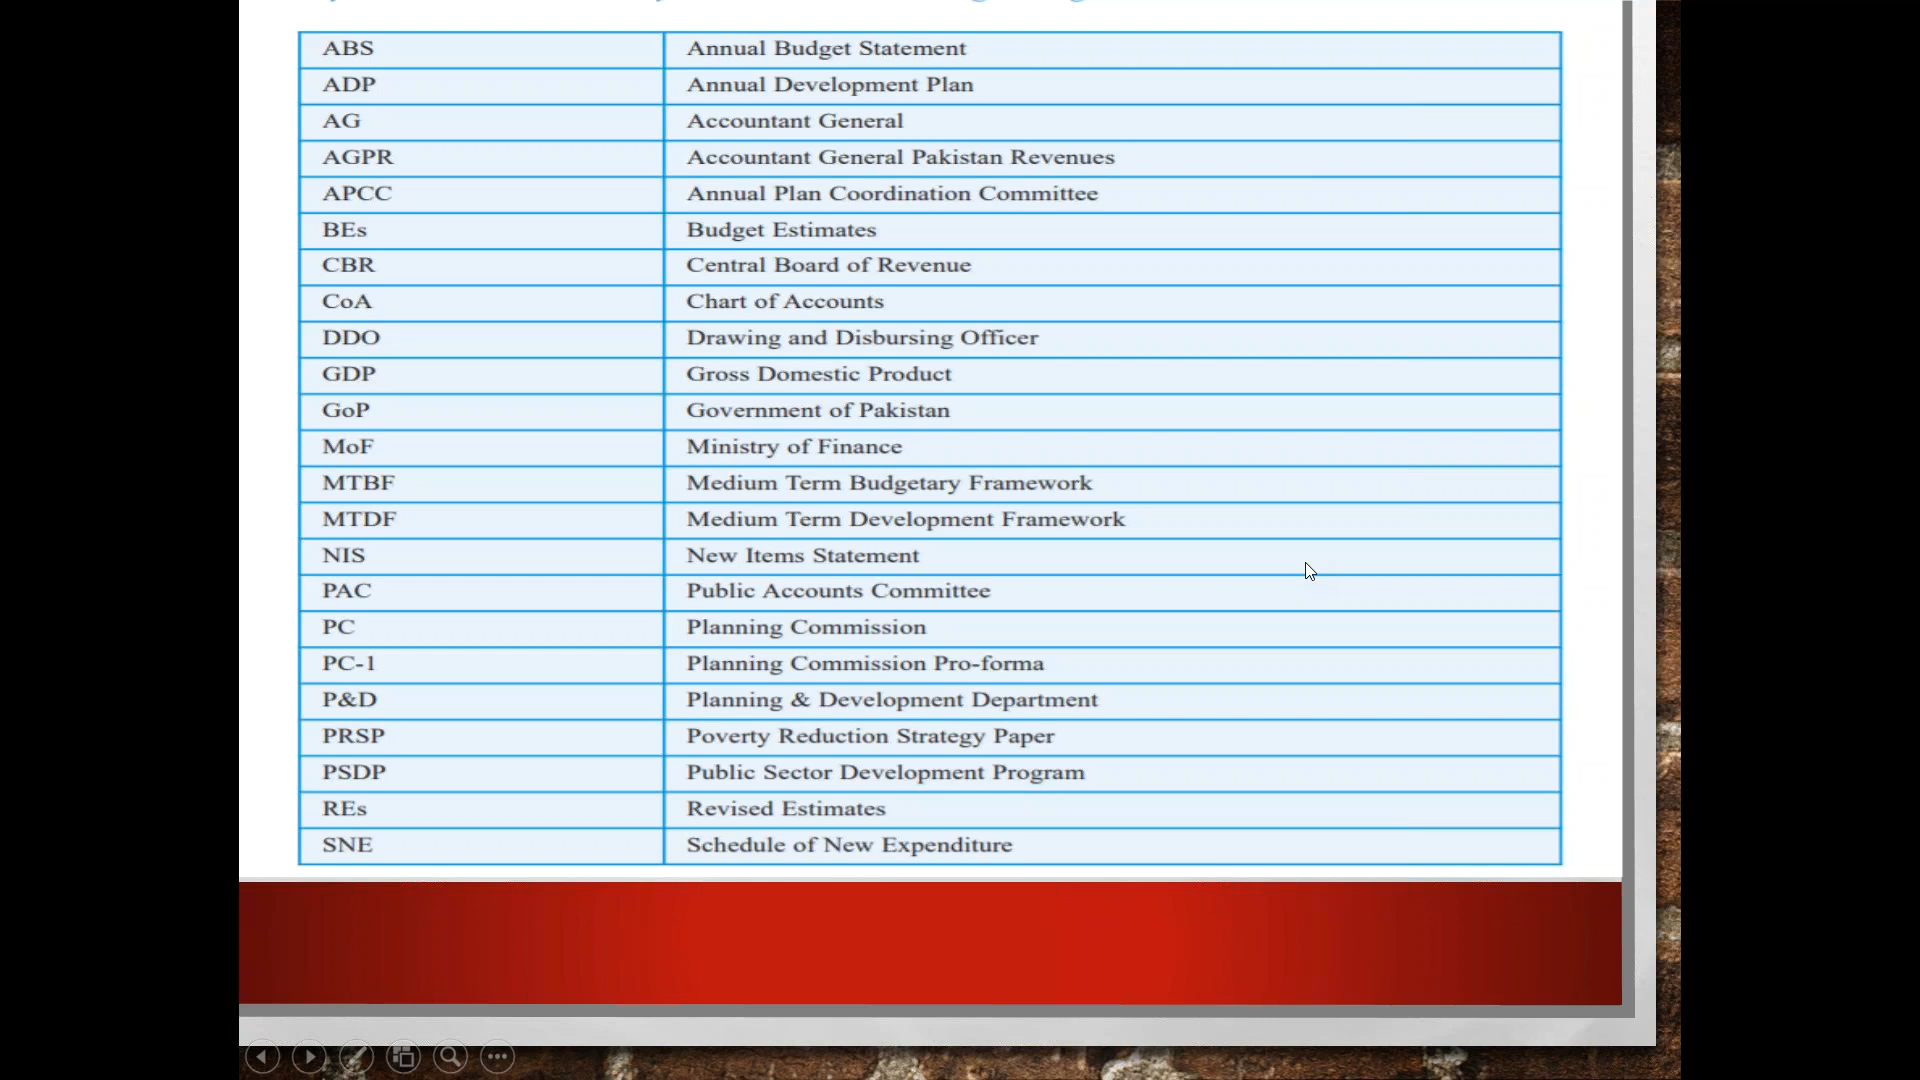 ABS Annual Budget Statement
ADP Annual Development Plan
AG Accountant General
AGPR Accountant General Pakistan Revenues
APCC Annual Plan Coordination Committee
BEs Budget Estimates
CBR Central Board of Revenue
CoA Chart of Accounts
DDO Drawing and Disbursing Officer
GDP Gross Domestic Product
GoP Government of Pakistan
MoF Ministry of Finance
MTBF Medium Term Budgetary Framework
MTDF Medium Term Development Framework
NIS New Items Statement
PAC Public Accounts Committee
PC Planning Commission
PC-1 Planning Commission Pro-forma
P&D Planning & Development Department
PRSP Poverty Reduction Strategy Paper
PSDP Public Sector Development Program
REs Revised Estimates
SNE Schedule of New Expenditure